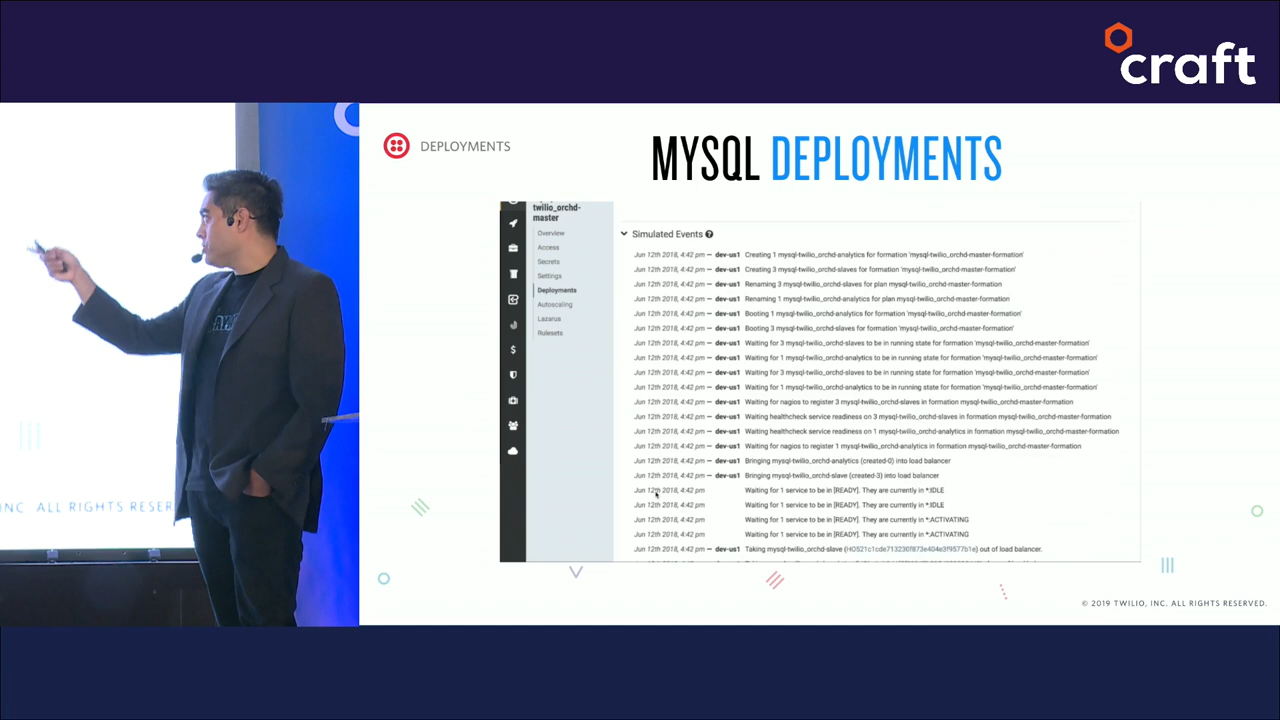 craft
DEPLOYMENTS
MYSQL DEPLOYMENTS
twilio_orchd-
master
Overview
Access
Secrets
Settings
Deployments
Autoscaling
Lazarus
Rulesets
Simulated Events
Jun 12th 2018, 4:42 pm — dev-us1 Creating 1 mysql-twilio_orchd-analytics for formation 'mysql-twilio_orchd-master-formation'
Jun 12th 2018, 4:42 pm — dev-us1 Creating 3 mysql-twilio_orchd-slaves for formation 'mysql-twilio_orchd-master-formation'
Jun 12th 2018, 4:42 pm — dev-us1 Renaming 3 mysql-twilio_orchd-slaves for plan mysql-twilio_orchd-master-formation
Jun 12th 2018, 4:42 pm — dev-us1 Renaming 1 mysql-twilio_orchd-analytics for plan mysql-twilio_orchd-master-formation
Jun 12th 2018, 4:42 pm — dev-us1 Booting 1 mysql-twilio_orchd-analytics for formation 'mysql-twilio_orchd-master-formation'
Jun 12th 2018, 4:42 pm — dev-us1 Booting 3 mysql-twilio_orchd-slaves for formation 'mysql-twilio_orchd-master-formation'
Jun 12th 2018, 4:42 pm — dev-us1 Waiting for 3 mysql-twilio_orchd-slaves to be in running state for formation 'mysql-twilio_orchd-master-formation'
Jun 12th 2018, 4:42 pm — dev-us1 Waiting for 1 mysql-twilio_orchd-analytics to be in running state for formation 'mysql-twilio_orchd-master-formation'
Jun 12th 2018, 4:42 pm — dev-us1 Waiting for 3 mysql-twilio_orchd-slaves to be in running state for formation 'mysql-twilio_orchd-master-formation'
Jun 12th 2018, 4:42 pm — dev-us1 Waiting for 1 mysql-twilio_orchd-analytics to be in running state for formation 'mysql-twilio_orchd-master-formation'
Jun 12th 2018, 4:42 pm — dev-us1 Waiting for nagios to register 3 mysql-twilio_orchd-slaves in formation mysql-twilio_orchd-master-formation
Jun 12th 2018, 4:42 pm — dev-us1 Waiting healthcheck service readiness on 3 mysql-twilio_orchd-slaves in formation mysql-twilio_orchd-master-formation
Jun 12th 2018, 4:42 pm — dev-us1 Waiting healthcheck service readiness on 1 mysql-twilio_orchd-analytics in formation mysql-twilio_orchd-master-formation
Jun 12th 2018, 4:42 pm — dev-us1 Waiting for nagios to register 1 mysql-twilio_orchd-analytics in formation mysql-twilio_orchd-master-formation
Jun 12th 2018, 4:42 pm — dev-us1 Bringing mysql-twilio_orchd-analytics (created-0) into load balancer
Jun 12th 2018, 4:42 pm — dev-us1 Bringing mysql-twilio_orchd-slave (created-3) into load balancer
Jun 12th 2018, 4:42 pm Waiting for 1 service to be in [READY]. They are currently in *:IDLE
Jun 12th 2018, 4:42 pm Waiting for 1 service to be in [READY]. They are currently in *:IDLE
Jun 12th 2018, 4:42 pm Waiting for 1 service to be in [READY]. They are currently in *:ACTIVATING
Jun 12th 2018, 4:42 pm Waiting for 1 service to be in [READY]. They are currently in *:ACTIVATING
Jun 12th 2018, 4:42 pm — dev-us1 Taking mysql-twilio_orchd-slave (HO521c1cde713230f873e404e3f9577b1e) out of load balancer.
INC ALL RIGHTS RESER
© 2019 TWILIO, INC. ALL RIGHTS RESERVED.